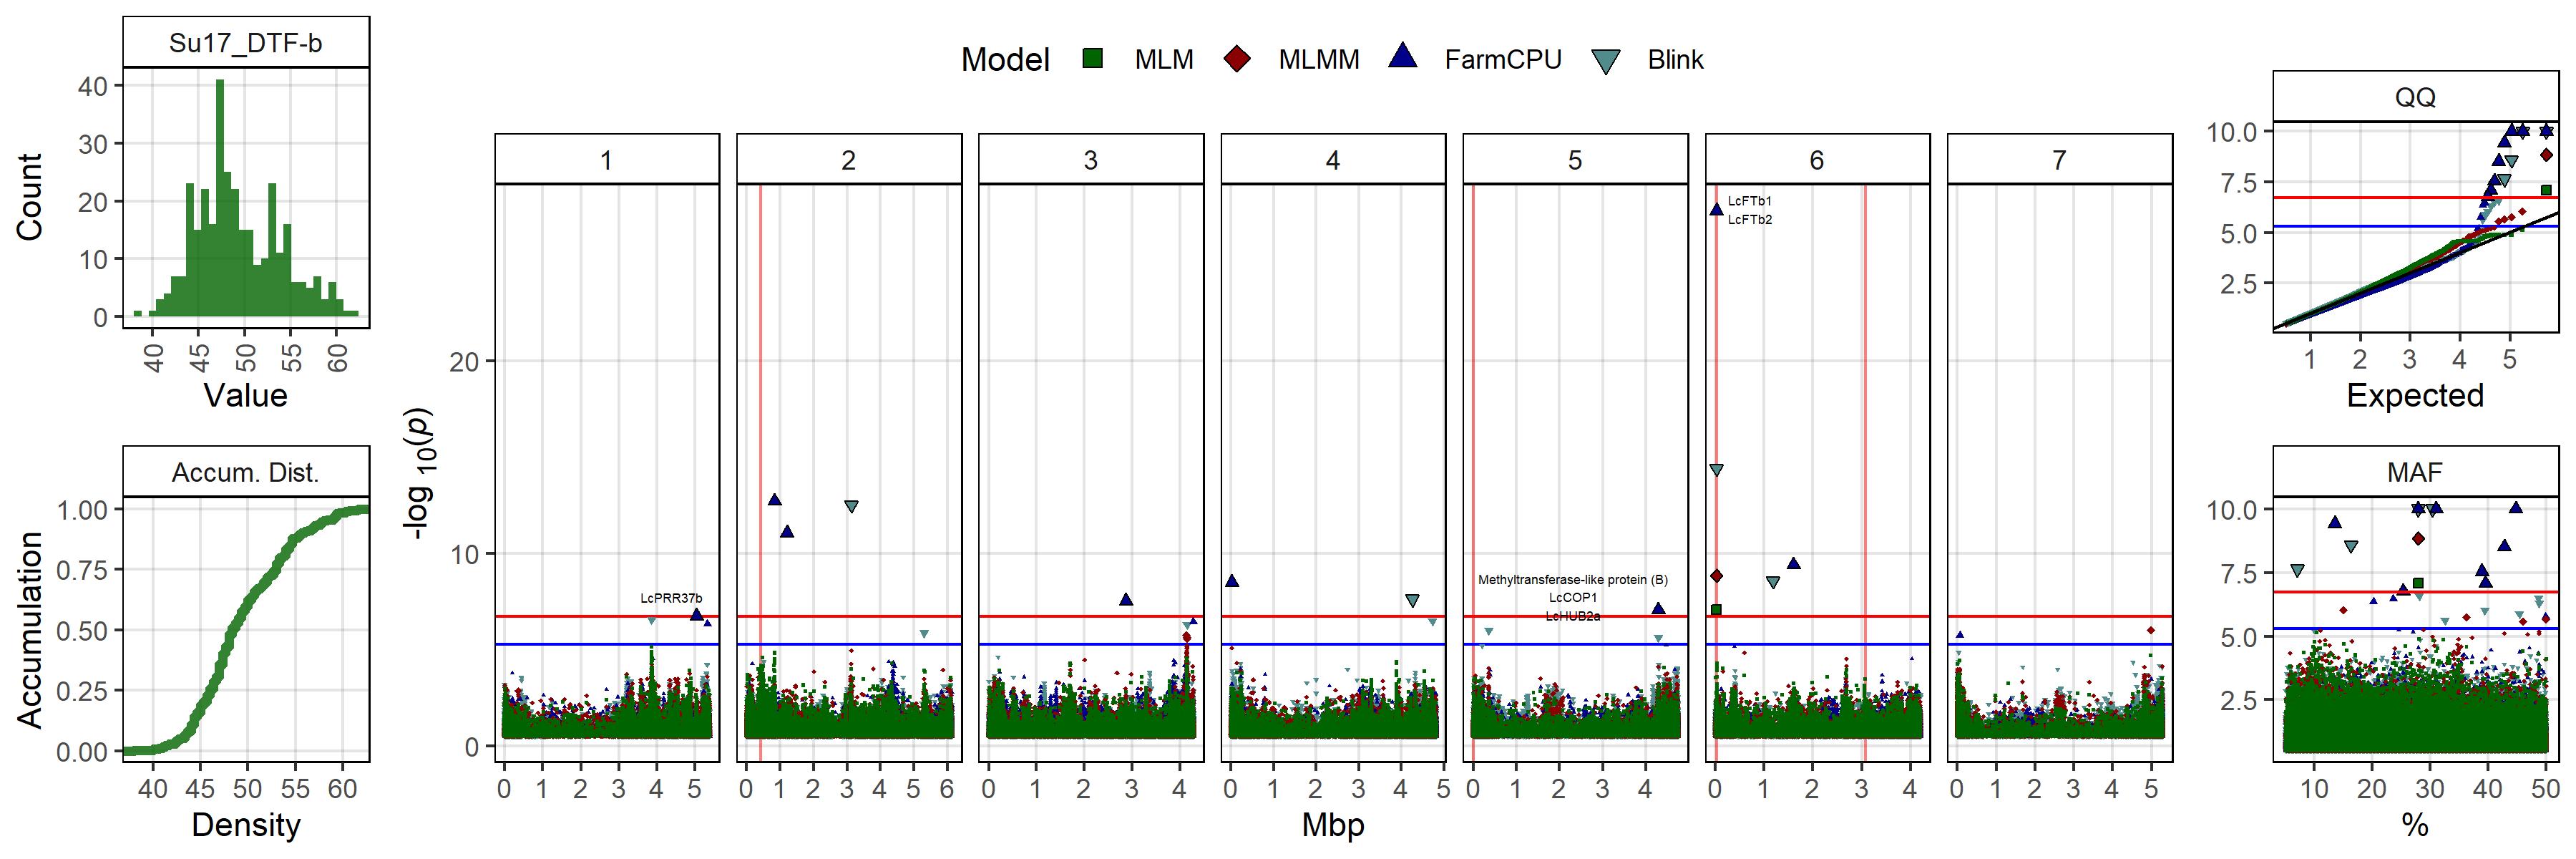 Su17_DTF-b
40
30
20
10
0
Count
40 45 50 55 60
Value
Accum. Dist.
1.00
0.75
0.50
0.25
0.00
Accumulation
40 45 50 55 60
Density
Model MLM MLMM FarmCPU Blink
1 2 3 4 5 6 7
-log 10(p)
20
10
0
LcPRR37b
Methyltransferase-like protein (B)
LcCOP1
LcHUB2a
LcFTb1
LcFTb2
0 1 2 3 4 5
0 1 2 3 4 5 6
0 1 2 3 4
0 1 2 3 4 5
0 1 2 3 4
0 1 2 3 4
0 1 2 3 4 5
Mbp
QQ
10.0
7.5
5.0
2.5
1 2 3 4 5
Expected
MAF
10.0
7.5
5.0
2.5
10 20 30 40 50
%